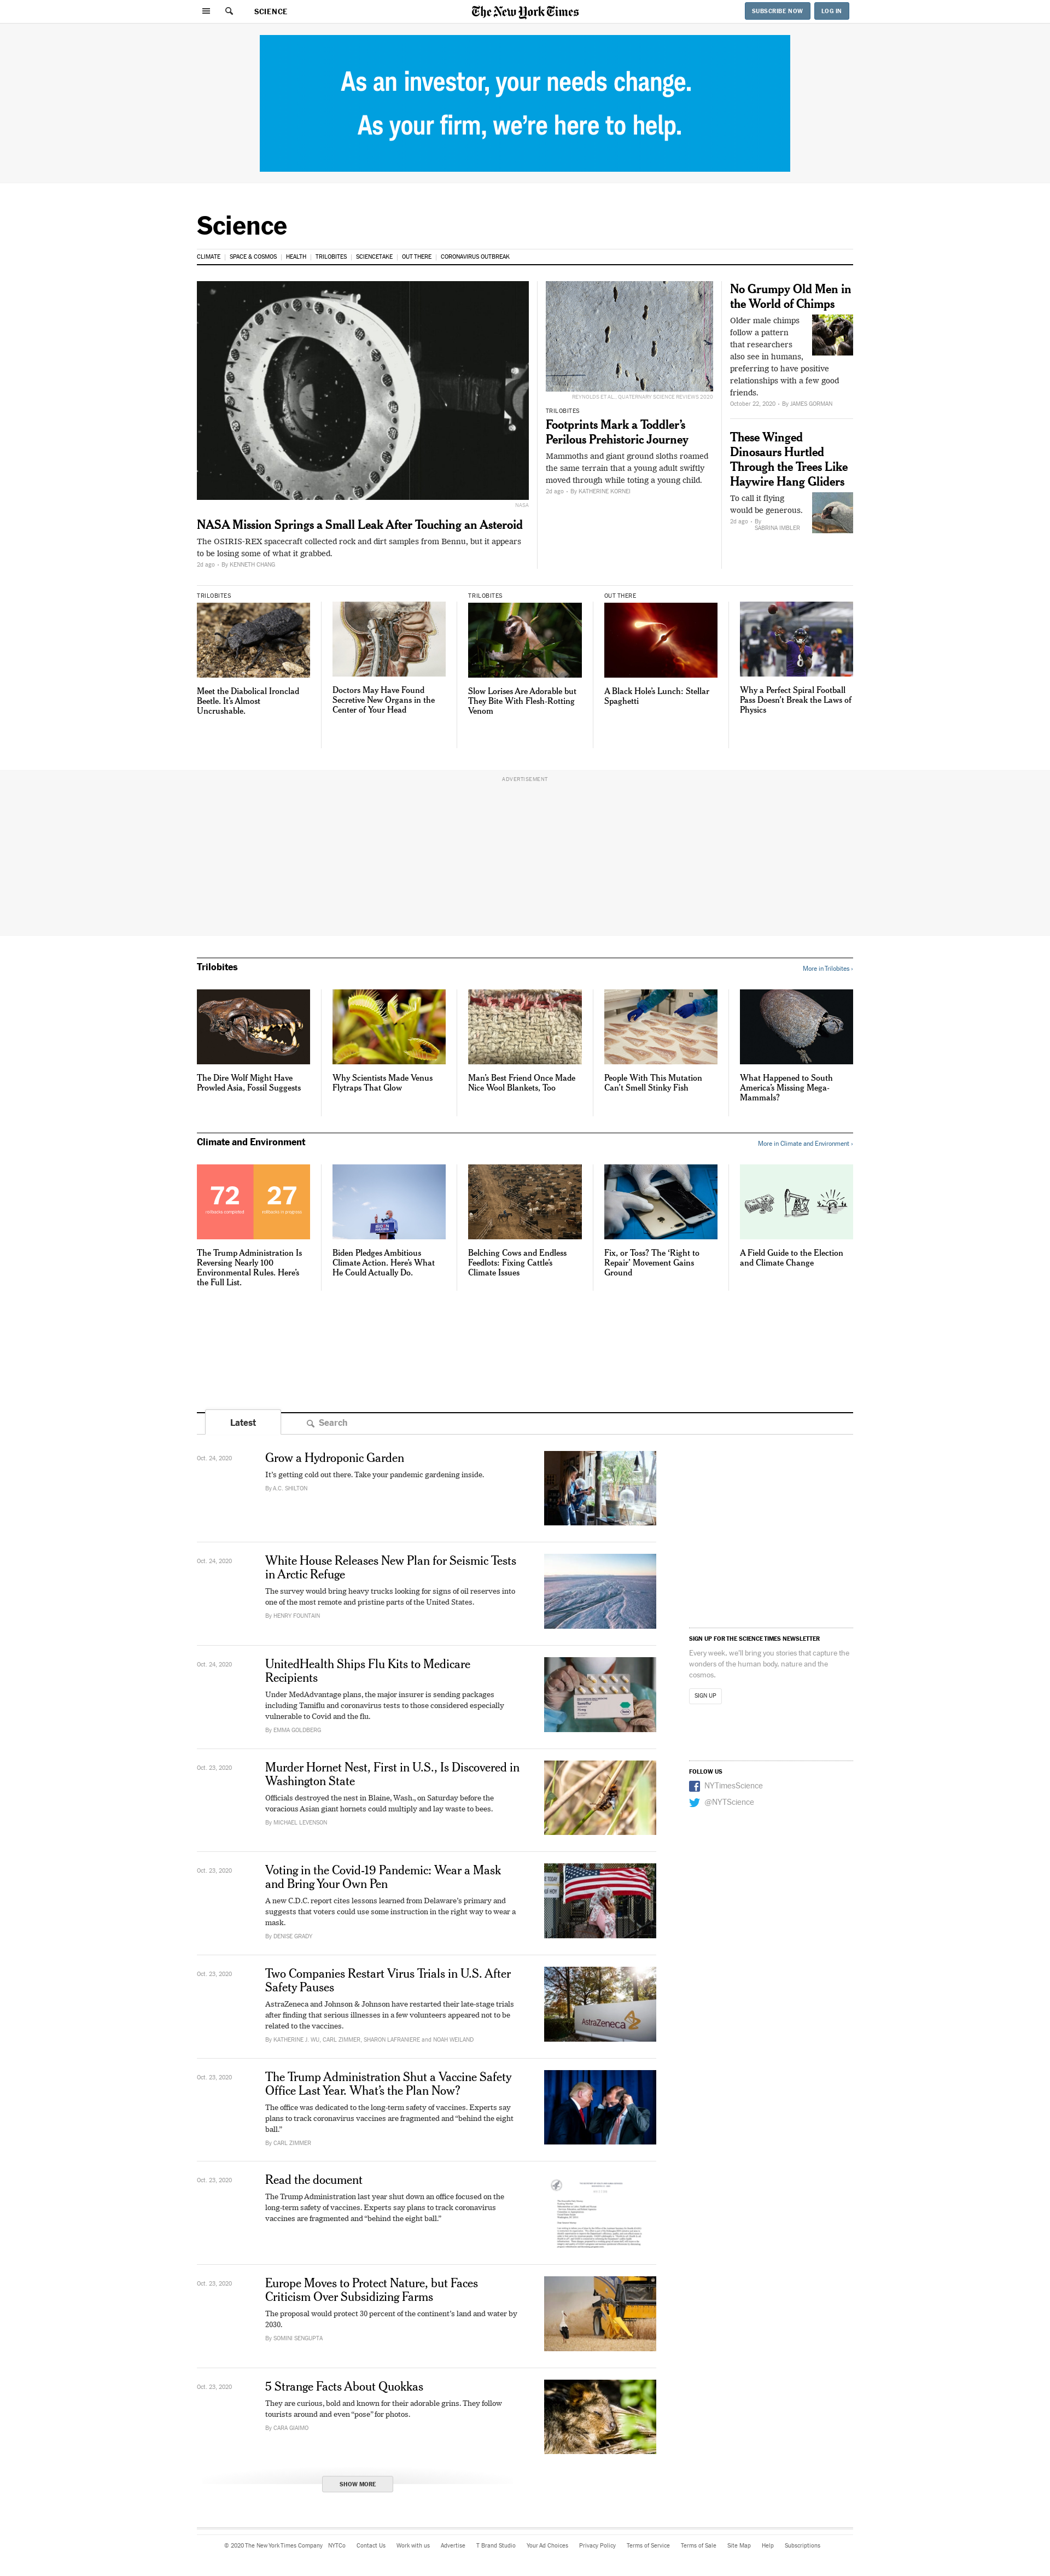 SCIENCE
The New York Times
SUBSCRIBE NOW
LOG IN
As an investor, your needs change.
As your firm, we're here to help.
Science
CLIMATE
SPACE & COSMOS
HEALTH
TRILOBITES
SCIENCETAKE
OUT THERE
CORONAVIRUS OUTBREAK
NASA
NASA Mission Springs a Small Leak After Touching an Asteroid
The OSIRIS-REX spacecraft collected rock and dirt samples from Bennu, but it appears
to be losing some of what it grabbed.
2d ago • By KENNETH CHANG
REYNOLDS ET AL., QUATERNARY SCIENCE REVIEWS 2020
TRILOBITES
Footprints Mark a Toddler's
Perilous Prehistoric Journey
Mammoths and giant ground sloths roamed
the same terrain that a young adult swiftly
moved through while toting a young child.
2d ago • By KATHERINE KORNEI
No Grumpy Old Men in
the World of Chimps
Older male chimps
follow a pattern
that researchers
also see in humans,
preferring to have positive
relationships with a few good
friends.
October 22, 2020 • By JAMES GORMAN
These Winged
Dinosaurs Hurtled
Through the Trees Like
Haywire Hang Gliders
To call it flying
would be generous.
2d ago • By
SABRINA IMBLER
TRILOBITES
Meet the Diabolical Ironclad
Beetle. It's Almost
Uncrushable.
Doctors May Have Found
Secretive New Organs in the
Center of Your Head
TRILOBITES
Slow Lorises Are Adorable but
They Bite With Flesh-Rotting
Venom
OUT THERE
A Black Hole's Lunch: Stellar
Spaghetti
Why a Perfect Spiral Football
Pass Doesn't Break the Laws of
Physics
ADVERTISEMENT
Trilobites
More in Trilobites ›
The Dire Wolf Might Have
Prowled Asia, Fossil Suggests
Why Scientists Made Venus
Flytraps That Glow
Man's Best Friend Once Made
Nice Wool Blankets, Too
People With This Mutation
Can't Smell Stinky Fish
What Happened to South
America's Missing Mega-
Mammals?
Climate and Environment
More in Climate and Environment ›
72
rollbacks completed
27
rollbacks in progress
The Trump Administration Is
Reversing Nearly 100
Environmental Rules. Here's
the Full List.
Biden Pledges Ambitious
Climate Action. Here's What
He Could Actually Do.
Belching Cows and Endless
Feedlots: Fixing Cattle's
Climate Issues
Fix, or Toss? The 'Right to
Repair' Movement Gains
Ground
A Field Guide to the Election
and Climate Change
Latest
Search
Oct. 24, 2020
Grow a Hydroponic Garden
It's getting cold out there. Take your pandemic gardening inside.
By A.C. SHILTON
Oct. 24, 2020
White House Releases New Plan for Seismic Tests
in Arctic Refuge
The survey would bring heavy trucks looking for signs of oil reserves into
one of the most remote and pristine parts of the United States.
By HENRY FOUNTAIN
Oct. 24, 2020
UnitedHealth Ships Flu Kits to Medicare
Recipients
Under MedAdvantage plans, the major insurer is sending packages
including Tamiflu and coronavirus tests to those considered especially
vulnerable to Covid and the flu.
By EMMA GOLDBERG
Oct. 23, 2020
Murder Hornet Nest, First in U.S., Is Discovered in
Washington State
Officials destroyed the nest in Blaine, Wash., on Saturday before the
voracious Asian giant hornets could multiply and lay waste to bees.
By MICHAEL LEVENSON
Oct. 23, 2020
Voting in the Covid-19 Pandemic: Wear a Mask
and Bring Your Own Pen
A new C.D.C. report cites lessons learned from Delaware's primary and
suggests that voters could use some instruction in the right way to wear a
mask.
By DENISE GRADY
Oct. 23, 2020
Two Companies Restart Virus Trials in U.S. After
Safety Pauses
AstraZeneca and Johnson & Johnson have restarted their late-stage trials
after finding that serious illnesses in a few volunteers appeared not to be
related to the vaccines.
By KATHERINE J. WU, CARL ZIMMER, SHARON LAFRANIERE and NOAH WEILAND
AstraZeneca
Oct. 23, 2020
The Trump Administration Shut a Vaccine Safety
Office Last Year. What's the Plan Now?
The office was dedicated to the long-term safety of vaccines. Experts say
plans to track coronavirus vaccines are fragmented and "behind the eight
ball."
By CARL ZIMMER
Oct. 23, 2020
Read the document
The Trump Administration last year shut down an office focused on the
long-term safety of vaccines. Experts say plans to track coronavirus
vaccines are fragmented and "behind the eight ball."
Oct. 23, 2020
Europe Moves to Protect Nature, but Faces
Criticism Over Subsidizing Farms
The proposal would protect 30 percent of the continent's land and water by
2030.
By SOMINI SENGUPTA
Oct. 23, 2020
5 Strange Facts About Quokkas
They are curious, bold and known for their adorable grins. They follow
tourists around and even "pose" for photos.
By CARA GIAIMO
SHOW MORE
SIGN UP FOR THE SCIENCE TIMES NEWSLETTER
Every week, we'll bring you stories that capture the
wonders of the human body, nature and the
cosmos.
SIGN UP
FOLLOW US
NYTimesScience
@NYTScience
© 2020 The New York Times Company NYTCo Contact Us Work with us Advertise T Brand Studio Your Ad Choices Privacy Policy Terms of Service Terms of Sale Site Map Help Subscriptions